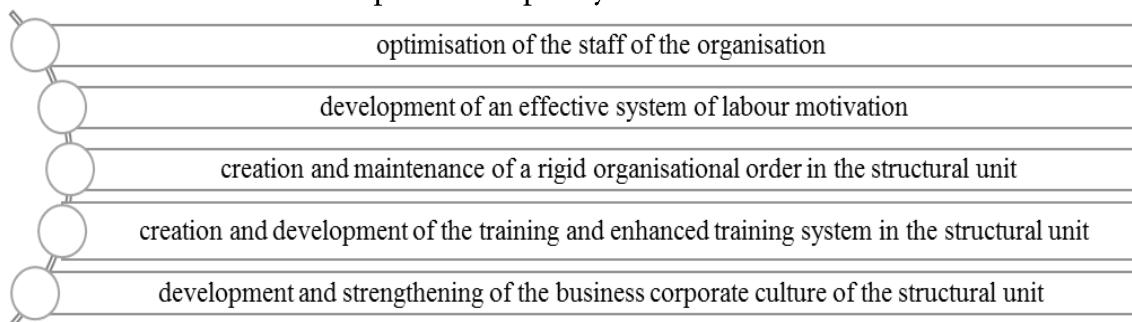 optimisation of the staff of the organisation
development of an effective system of labour motivation
creation and maintenance of a rigid organisational order in the structural unit
creation and development of the training and enhanced training system in the structural unit
development and strengthening of the business corporate culture of the structural unit